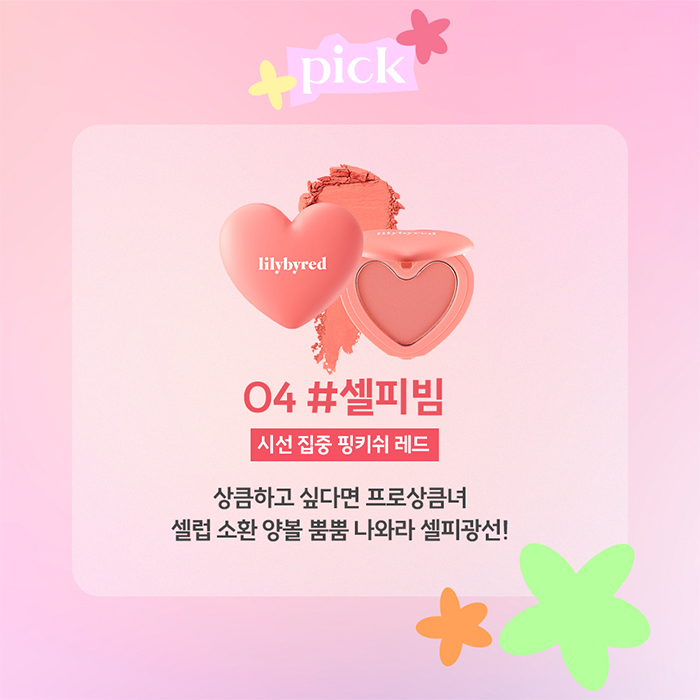 pick
lilybyred
lilybyred
04 #셀피빔
시선 집중 핑키쉬 레드
상큼하고 싶다면 프로상큼녀
셀럽 소환 양볼 뿜뿜 나와라 셀피광선!